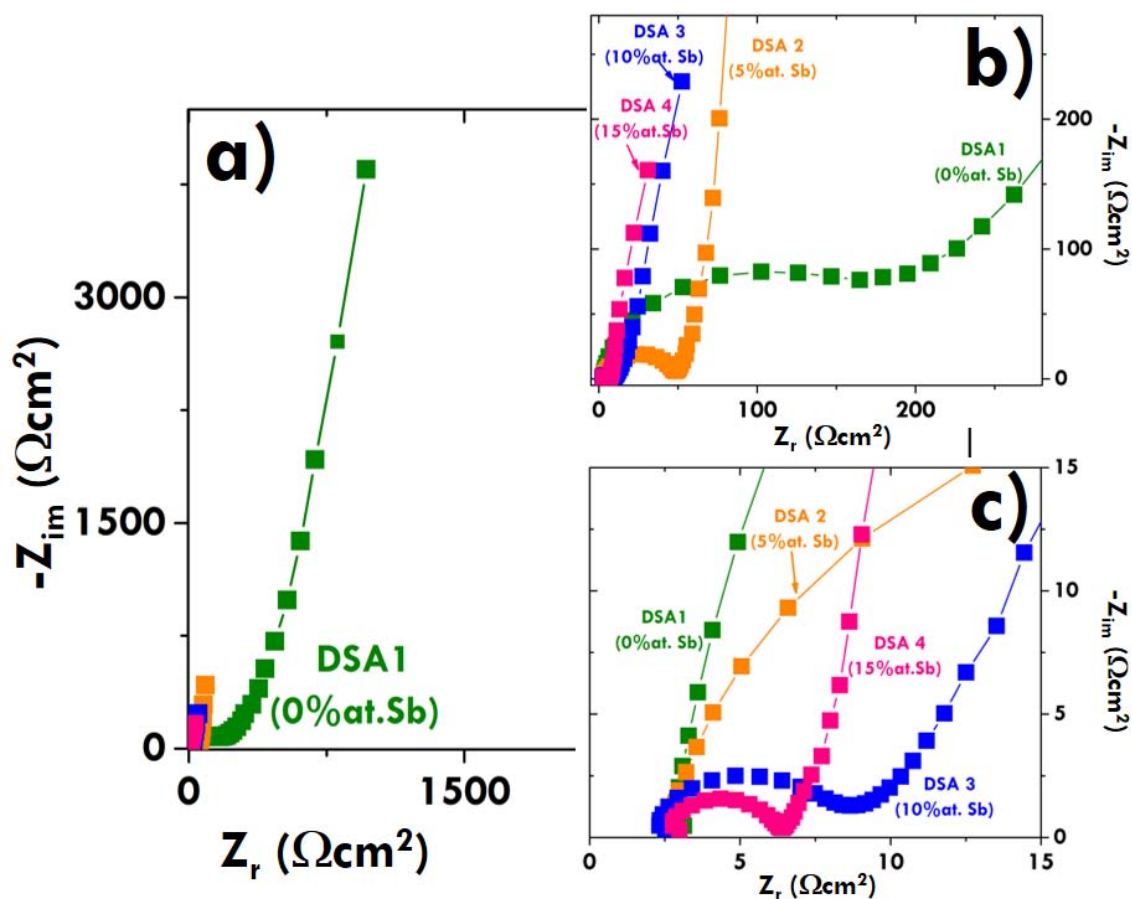 a)
3000
1500
0
-Zim (Ωcm²)
DSA1
(0%at.Sb)
0
1500
Zr (Ωcm²)
b)
DSA 3
(10%at. Sb)
DSA 2
(5%at. Sb)
DSA 4
(15%at.Sb)
DSA1
(0%at. Sb)
200
100
0
-Zim (Ωcm²)
0
100
200
Zr (Ωcm²)
c)
DSA 2
(5%at. Sb)
DSA1
(0%at. Sb)
DSA 4
(15%at.Sb)
DSA 3
(10%at. Sb)
15
10
5
0
-Zim (Ωcm²)
0
5
10
15
Zr (Ωcm²)